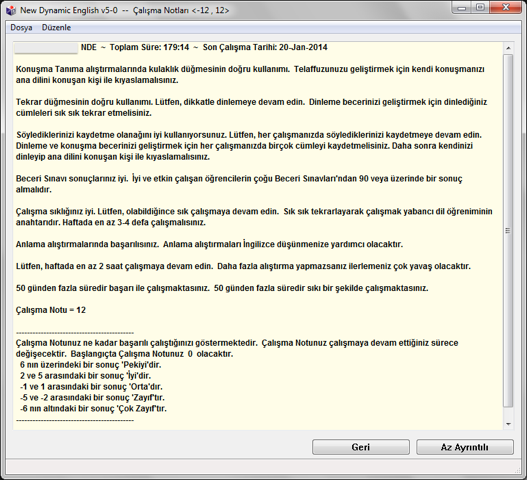 New Dynamic English v5-0 -- Çalışma Notları <-12 , 12>
Dosya Düzenle
NDE ~ Toplam Süre: 179:14 ~ Son Çalışma Tarihi: 20-Jan-2014
Konuşma Tanıma alıştırmalarında kulaklık düğmesinin doğru kullanımı. Telaffuzunuzu geliştirmek için kendi konuşmanızı
ana dilini konuşan kişi ile kıyaslamalısınız.
Tekrar düğmesinin doğru kullanımı. Lütfen, dikkatle dinlemeye devam edin. Dinleme becerinizi geliştirmek için dinlediğiniz
cümleleri sık sık tekrar etmelisiniz.
Söylediklerinizi kaydetme olanağını iyi kullanıyorsunuz. Lütfen, her çalışmanızda söylediklerinizi kaydetmeye devam edin.
Dinleme ve konuşma becerinizi geliştirmek için her çalışmanızda birçok cümleyi kaydetmelisiniz. Daha sonra kendinizi
dinleyip ana dilini konuşan kişi ile kıyaslamalısınız.
Beceri Sınavı sonuçlarınız iyi. İyi ve etkin çalışan öğrencilerin çoğu Beceri Sınavları'ndan 90 veya üzerinde bir sonuç
almalıdır.
Çalışma sıklığınız iyi. Lütfen, olabildiğince sık çalışmaya devam edin. Sık sık tekrarlayarak çalışmak yabancı dil öğreniminin
anahtarıdır. Haftada en az 3-4 defa çalışmalısınız.
Anlama alıştırmalarında başarılısınız. Anlama alıştırmaları İngilizce düşünmenize yardımcı olacaktır.
Lütfen, haftada en az 2 saat çalışmaya devam edin. Daha fazla alıştırma yapmazsanız ilerlemeniz çok yavaş olacaktır.
50 günden fazla süredir başarı ile çalışmaktasınız. 50 günden fazla süredir sıkı bir şekilde çalışmaktasınız.
Çalışma Notu = 12
-------------------------------------------
Çalışma Notunuz ne kadar başarılı çalıştığınızı göstermektedir. Çalışma Notunuz çalışmaya devam ettiğiniz sürece
değişecektir. Başlangıçta Çalışma Notunuz 0 olacaktır.
6 nın üzerindeki bir sonuç 'Pekiyi'dir.
2 ve 5 arasındaki bir sonuç 'İyi'dir.
-1 ve 1 arasındaki bir sonuç 'Orta'dır.
-5 ve -2 arasındaki bir sonuç 'Zayıf'tır.
-6 nın altındaki bir sonuç 'Çok Zayıf'tır.
-------------------------------------------
Geri Az Ayrıntılı